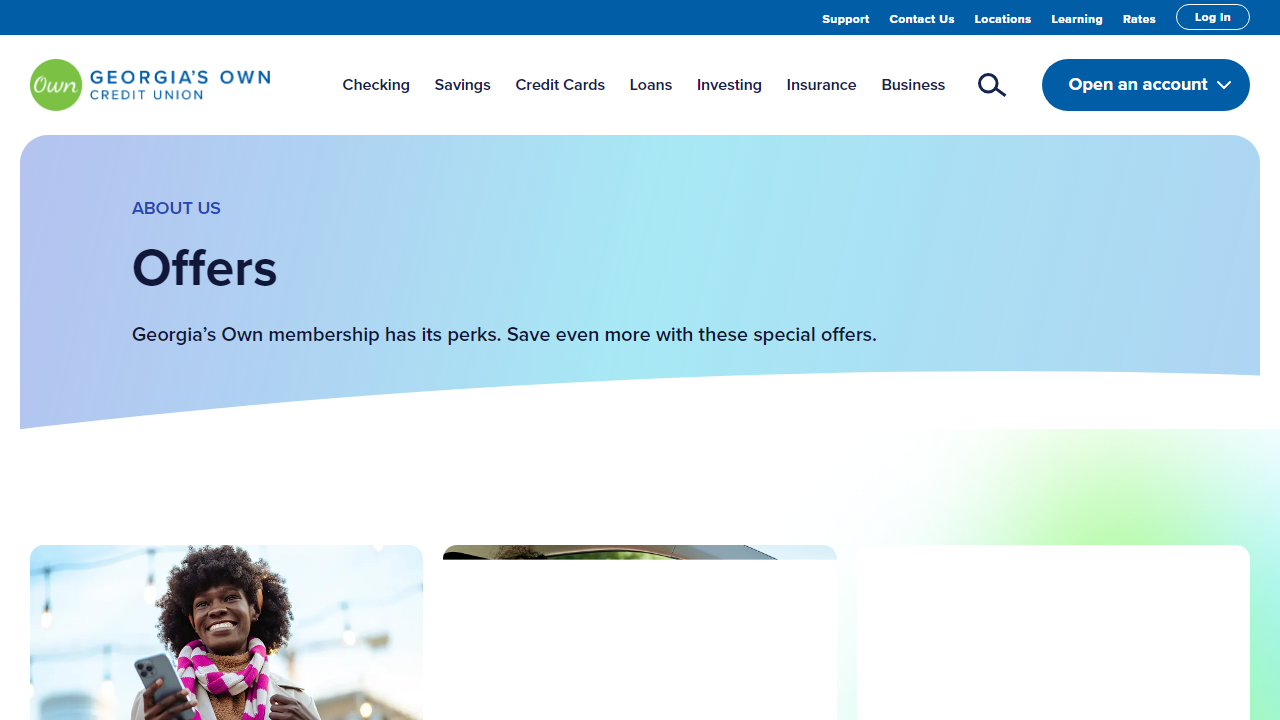 Support Contact Us Locations Learning Rates Log In
Own GEORGIA'S OWN
CREDIT UNION
Checking Savings Credit Cards Loans Investing Insurance Business Open an account
ABOUT US
Offers
Georgia’s Own membership has its perks. Save even more with these special offers.